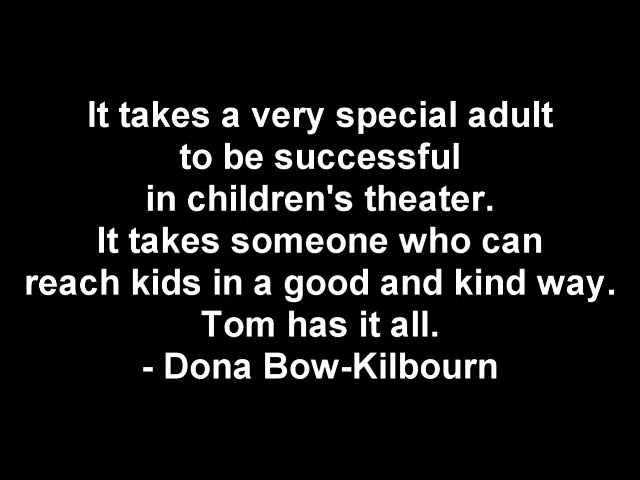 It takes a very special adult
to be successful
in children's theater.
It takes someone who can
reach kids in a good and kind way.
Tom has it all.
- Dona Bow-Kilbourn